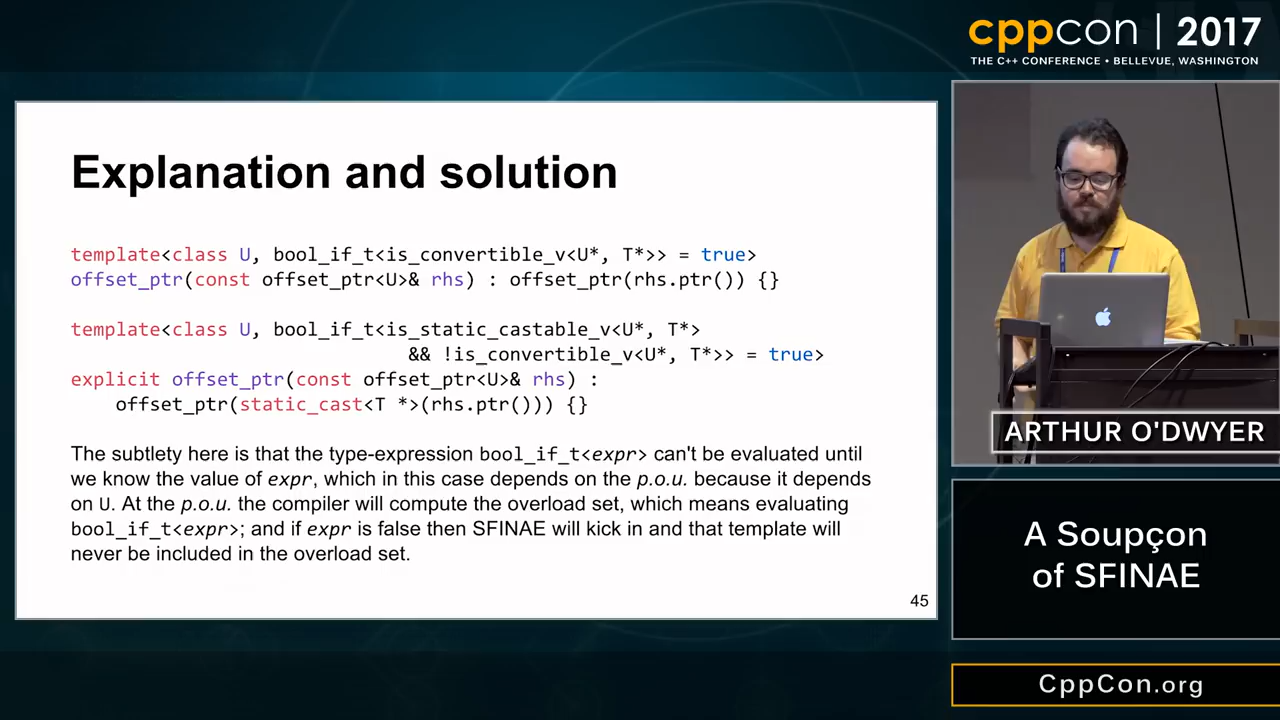 cppcon | 2017
THE C++ CONFERENCE • BELLEVUE, WASHINGTON
Explanation and solution
template<class U, bool_if_t<is_convertible_v<U*, T*>> = true>
offset_ptr(const offset_ptr<U>& rhs) : offset_ptr(rhs.ptr()) {}
template<class U, bool_if_t<is_static_castable_v<U*, T*>
&& !is_convertible_v<U*, T*>> = true>
explicit offset_ptr(const offset_ptr<U>& rhs) :
offset_ptr(static_cast<T *>(rhs.ptr())) {}
The subtlety here is that the type-expression bool_if_t<expr> can't be evaluated until
we know the value of expr, which in this case depends on the p.o.u. because it depends
on U. At the p.o.u. the compiler will compute the overload set, which means evaluating
bool_if_t<expr>; and if expr is false then SFINAE will kick in and that template will
never be included in the overload set.
45
ARTHUR O'DWYER
A Soupçon
of SFINAE
CppCon.org